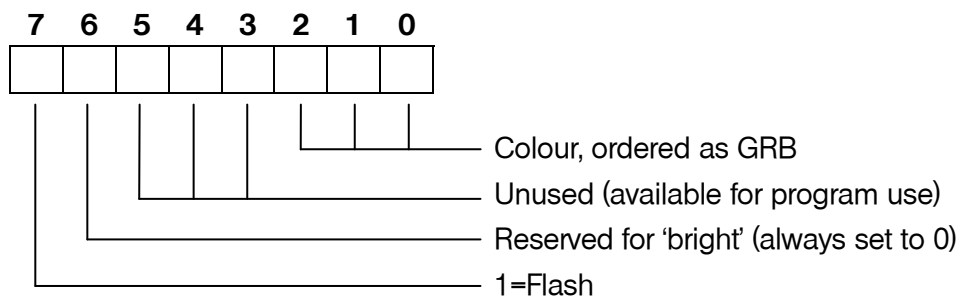 7 6 5 4 3 2 1 0
Colour, ordered as GRB
Unused (available for program use)
Reserved for ‘bright’ (always set to 0)
1=Flash